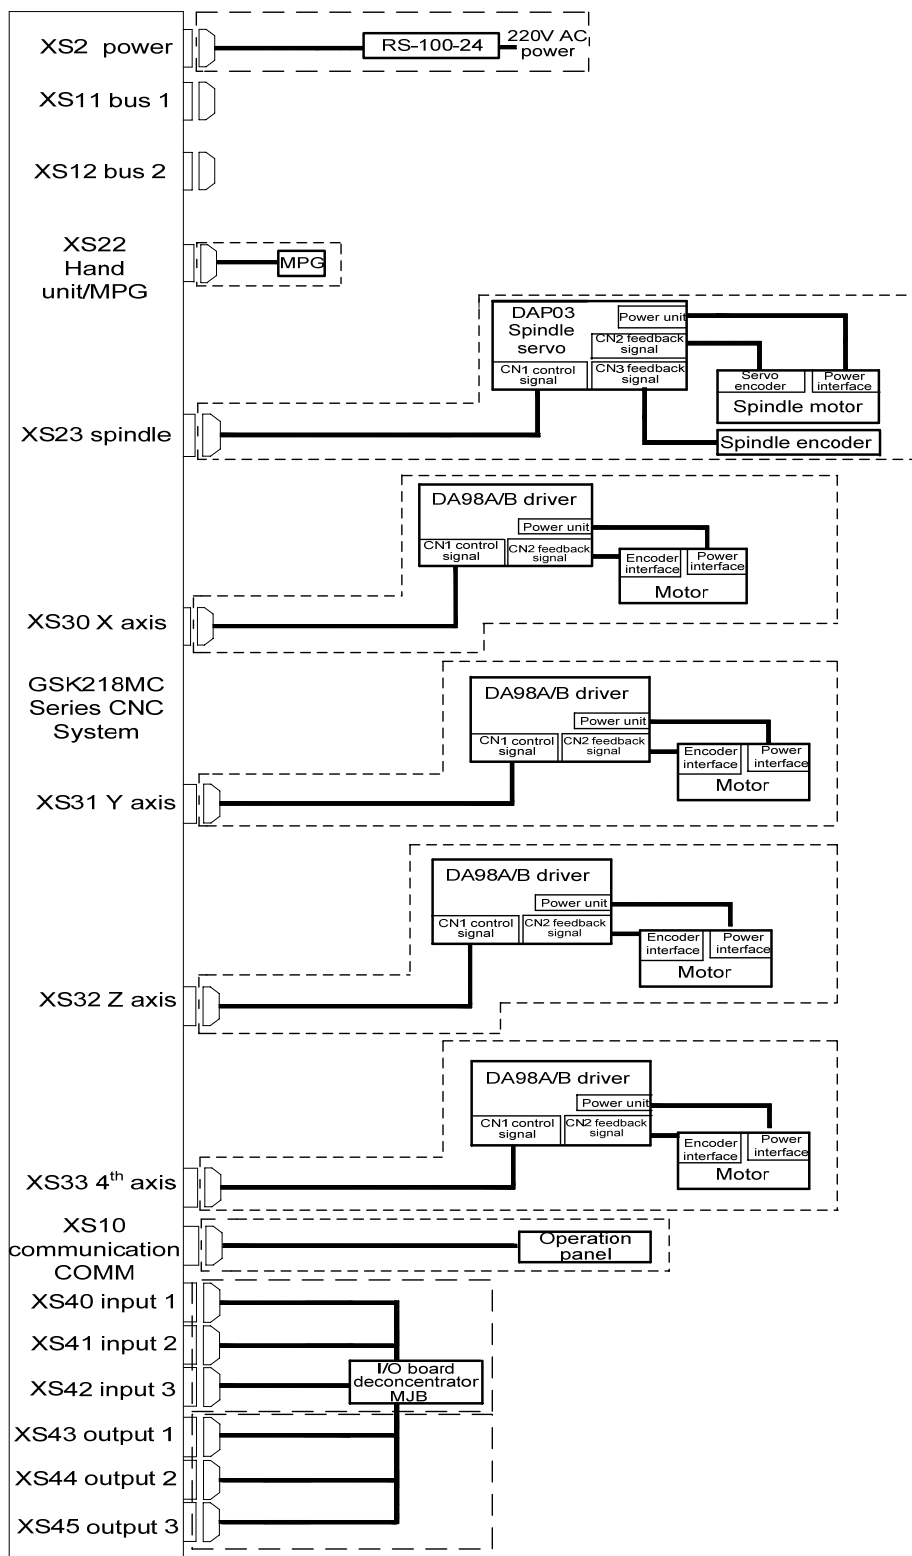 XS2 power
RS-100-24
220V AC
power
XS11 bus 1
XS12 bus 2
XS22
Hand
unit/MPG
MPG
DAP03
Spindle
servo
Power unit
CN2 feedback
signal
CN1 control
signal
CN3 feedback
signal
Servo
encoder
Power
interface
Spindle motor
XS23 spindle
Spindle encoder
DA98A/B driver
Power unit
CN1 control
signal
CN2 feedback
signal
Encoder
interface
Power
interface
Motor
XS30 X axis
GSK218MC
Series CNC
System
DA98A/B driver
Power unit
CN1 control
signal
CN2 feedback
signal
Encoder
interface
Power
interface
Motor
XS31 Y axis
DA98A/B driver
Power unit
CN1 control
signal
CN2 feedback
signal
Encoder
interface
Power
interface
Motor
XS32 Z axis
DA98A/B driver
Power unit
CN1 control
signal
CN2 feedback
signal
Encoder
interface
Power
interface
Motor
XS33 4th axis
XS10
communication
COMM
Operation
panel
XS40 input 1
XS41 input 2
XS42 input 3
I/O board
deconcentrator
MJB
XS43 output 1
XS44 output 2
XS45 output 3